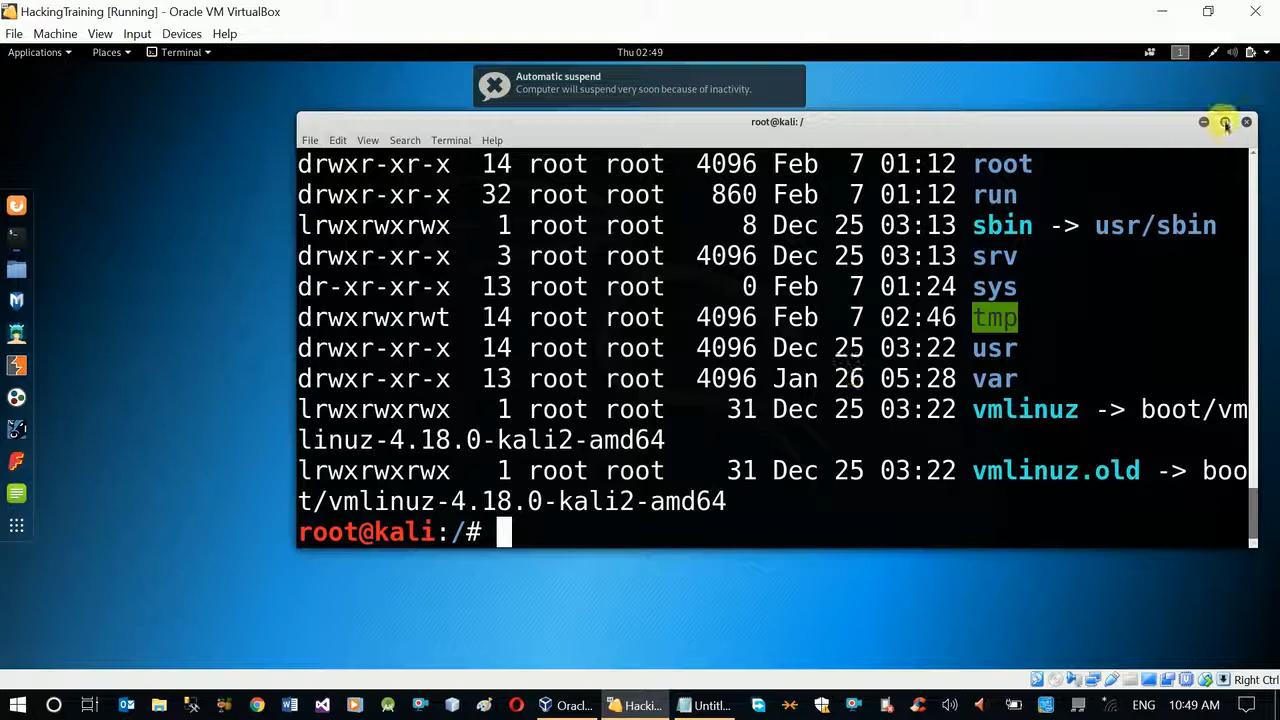 HackingTraining [Running] - Oracle VM VirtualBox
File Machine View Input Devices Help
Applications Places Terminal Thu 02:49 1
Automatic suspend
Computer will suspend very soon because of inactivity.
root@kali: /
File Edit View Search Terminal Help
drwxr-xr-x 14 root root 4096 Feb 7 01:12 root
drwxr-xr-x 32 root root 860 Feb 7 01:12 run
lrwxrwxrwx 1 root root 8 Dec 25 03:13 sbin -> usr/sbin
drwxr-xr-x 3 root root 4096 Dec 25 03:13 srv
dr-xr-xr-x 13 root root 0 Feb 7 01:24 sys
drwxrwxrwt 14 root root 4096 Feb 7 02:46 tmp
drwxr-xr-x 14 root root 4096 Dec 25 03:22 usr
drwxr-xr-x 13 root root 4096 Jan 26 05:28 var
lrwxrwxrwx 1 root root 31 Dec 25 03:22 vmlinuz -> boot/vm
linuz-4.18.0-kali2-amd64
lrwxrwxrwx 1 root root 31 Dec 25 03:22 vmlinuz.old -> boo
t/vmlinuz-4.18.0-kali2-amd64
root@kali:/#
Right Ctrl
Oracl... Hacki... Untitl... ENG 10:49 AM